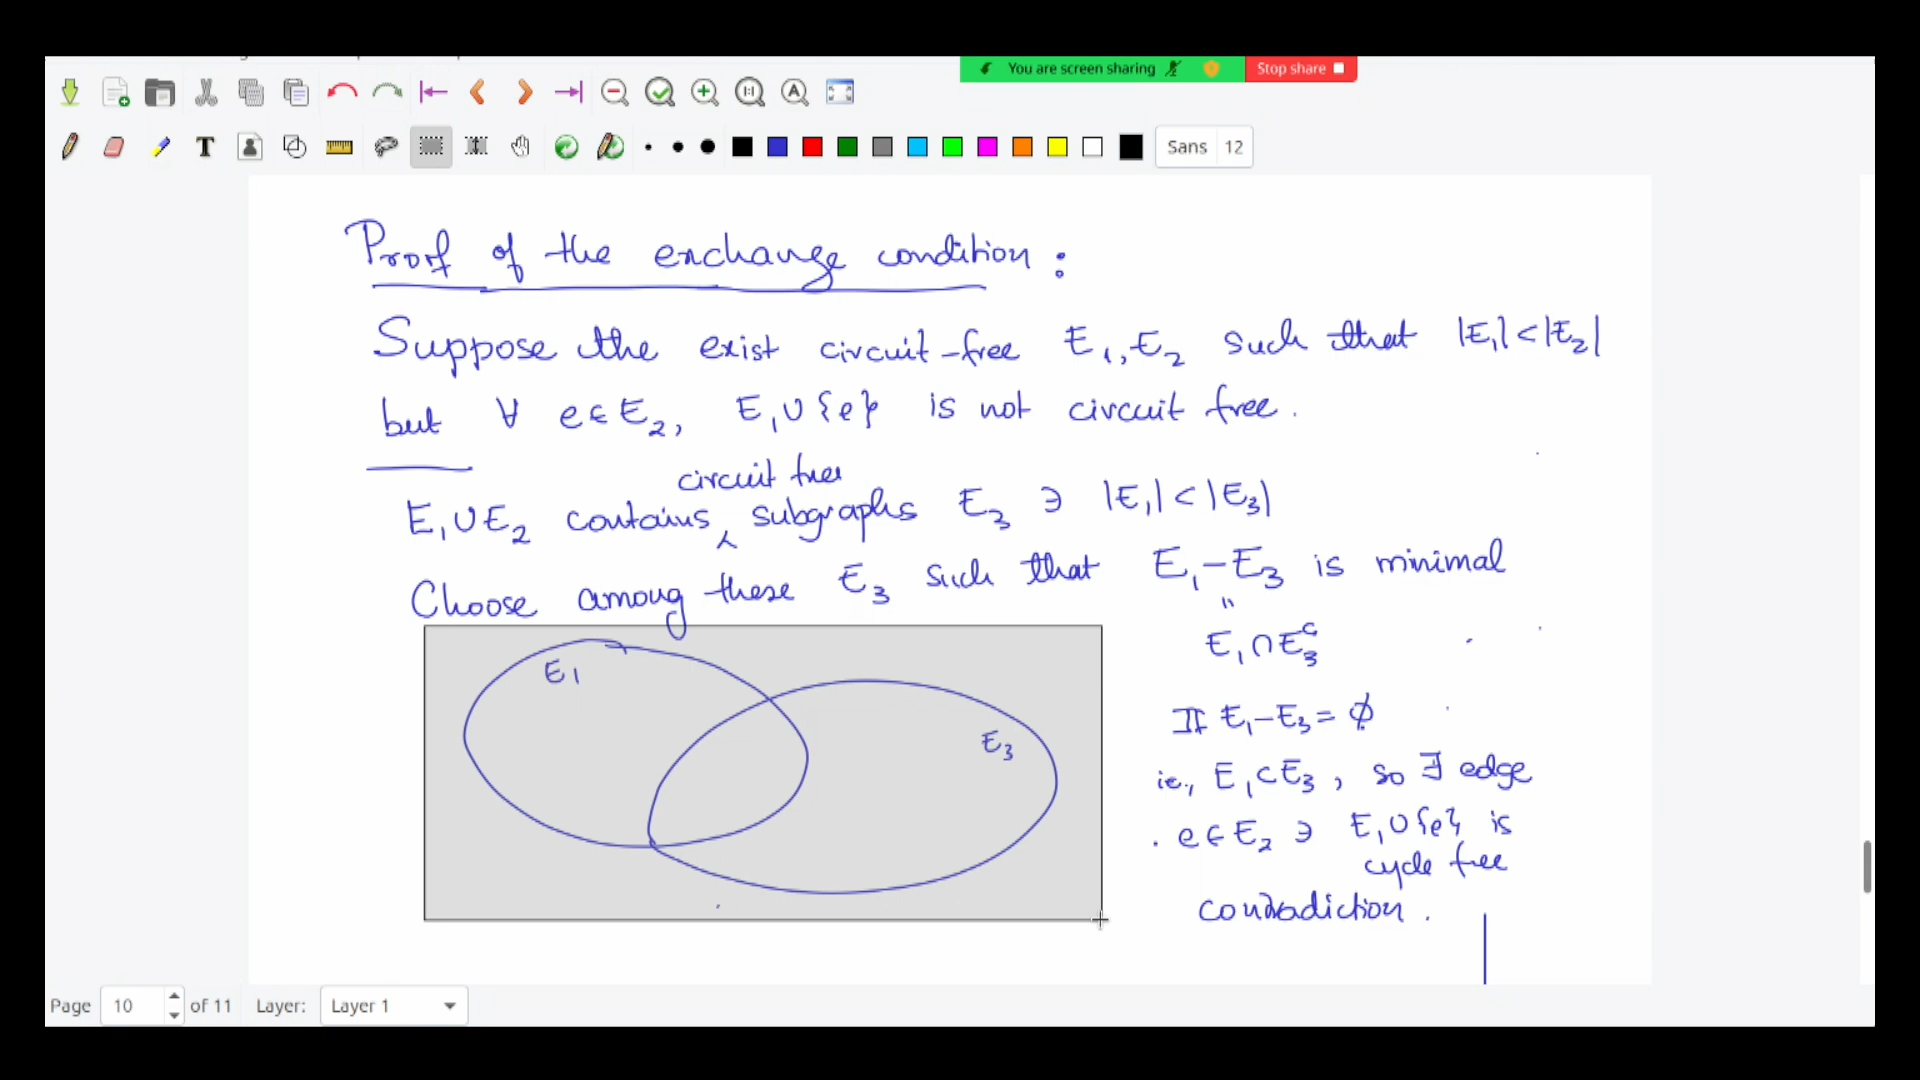 You are screen sharing
Stop share
Sans 12
Proof of the exchange condition :
Suppose the exist circuit-free E₁, E₂ such that |E₁| < |E₂|
but ∀ e ∈ E₂, E₁ ∪ {e} is not circuit free.
circuit free
E₁ ∪ E₂ contains ‸ subgraphs E₃ ∋ |E₁| < |E₃|
Choose among these E₃ such that E₁ - E₃ is minimal
"
E₁ ∩ E₃ᶜ
E₁
E₃
If E₁ - E₃ = ϕ
ie., E₁ ⊂ E₃, so ∃ edge
e ∈ E₂ ∋ E₁ ∪ {e} is
cycle free
contradiction.
Page 10 of 11 Layer: Layer 1